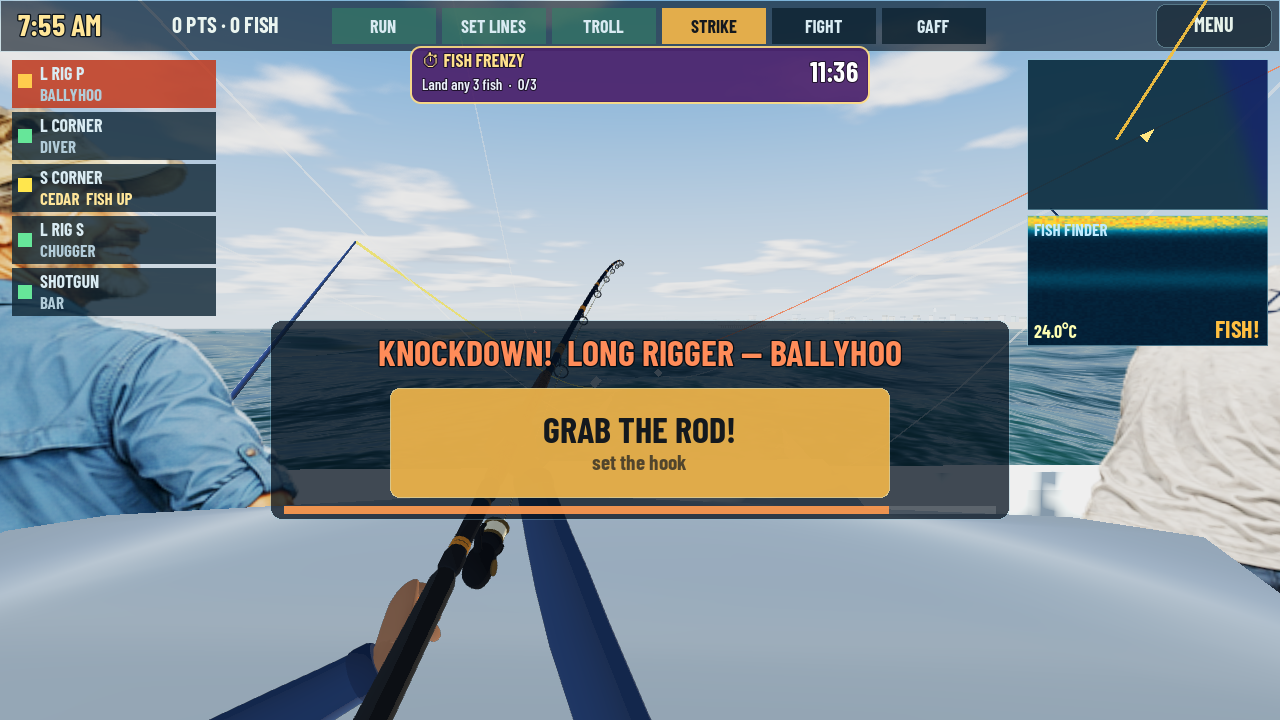 7:55 AM
0 PTS · 0 FISH
RUN
SET LINES
TROLL
STRIKE
FIGHT
GAFF
MENU
⏱ FISH FRENZY
Land any 3 fish · 0/3
11:36
L RIG P
BALLYHOO
L CORNER
DIVER
S CORNER
CEDAR FISH UP
L RIG S
CHUGGER
SHOTGUN
BAR
FISH FINDER
24.0°C
FISH!
KNOCKDOWN! LONG RIGGER — BALLYHOO
GRAB THE ROD!
set the hook